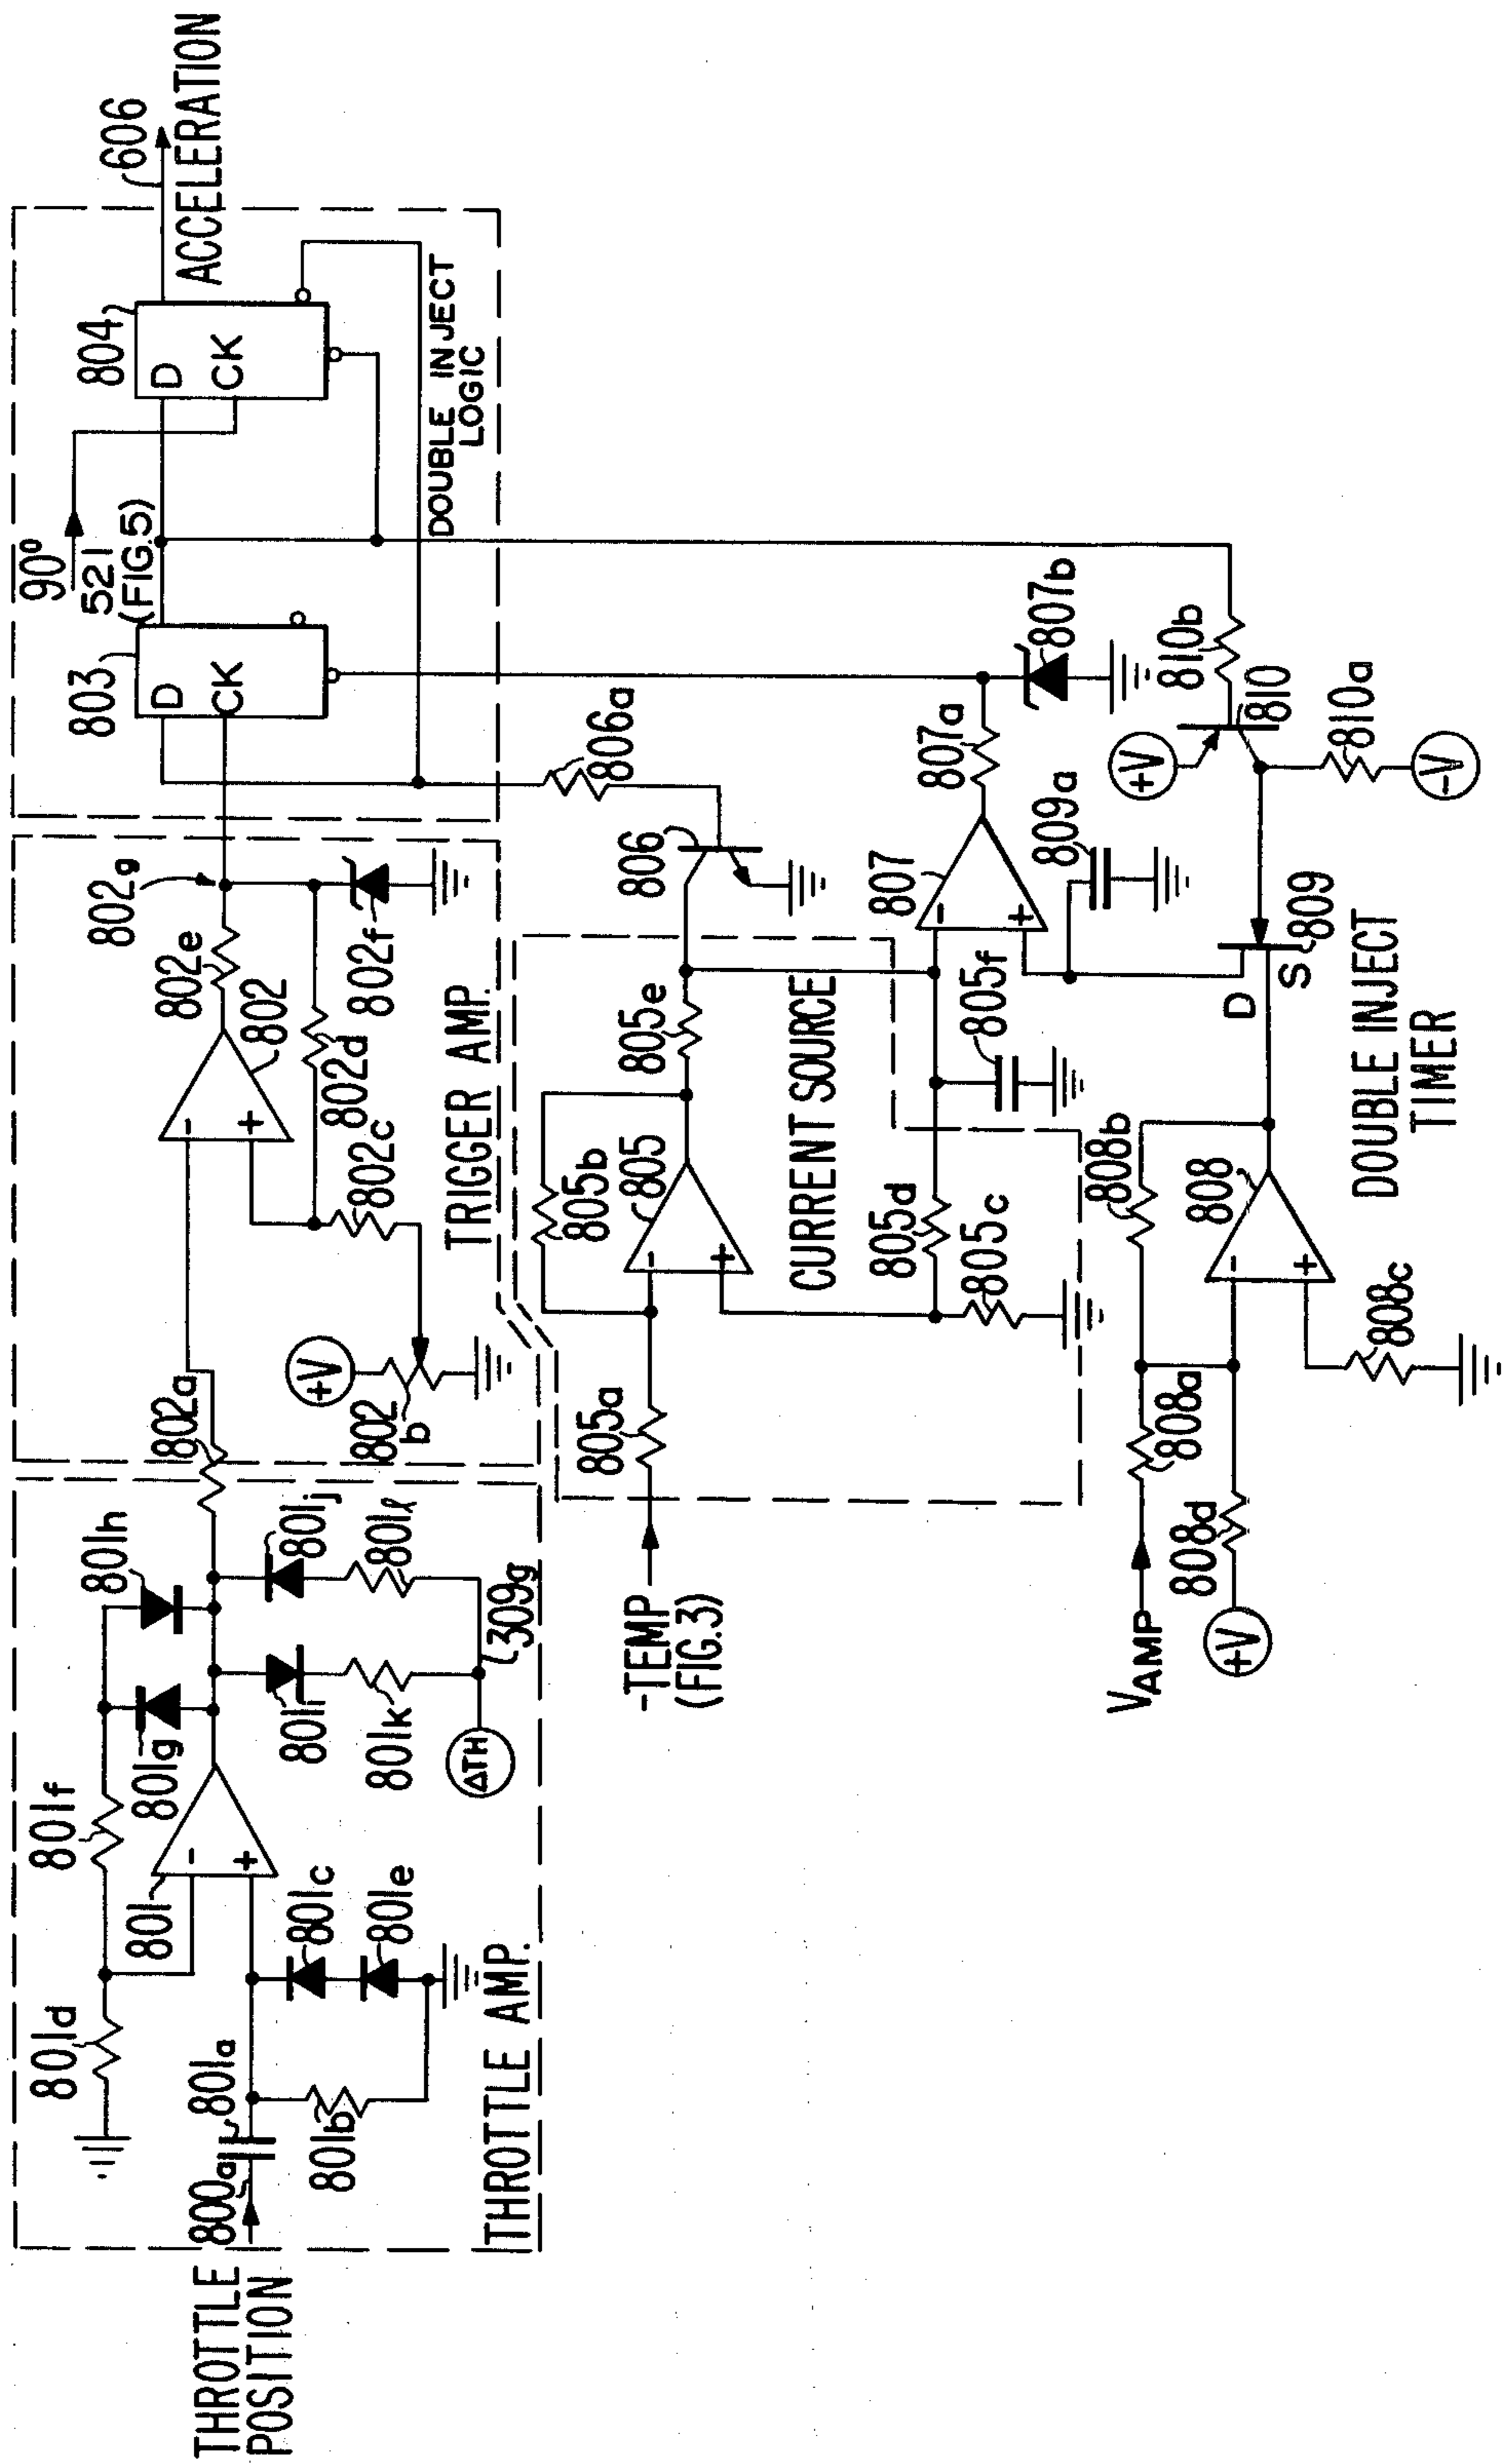 THROTTLE
POSITION
800a
801a
801b
801d
801
-
+
801c
801e
801f
801g
801h
801i
801j
801k
801l
ΔTH
309g
THROTTLE AMP.
802a
+V
802
b
802c
802d
-
+
802
802e
802f
802g
TRIGGER AMP.
803
D
CK
90°
521
(FIG.5)
804
D
CK
606
ACCELERATION
DOUBLE INJECT
LOGIC
-TEMP
(FIG.3)
805a
805b
805
-
+
805c
805d
805e
805f
CURRENT SOURCE
806
806a
807
-
+
807a
807b
VAMP
808a
808b
808
-
+
808c
808d
+V
D
S
809
809a
+V
810
810a
810b
-V
DOUBLE INJECT
TIMER